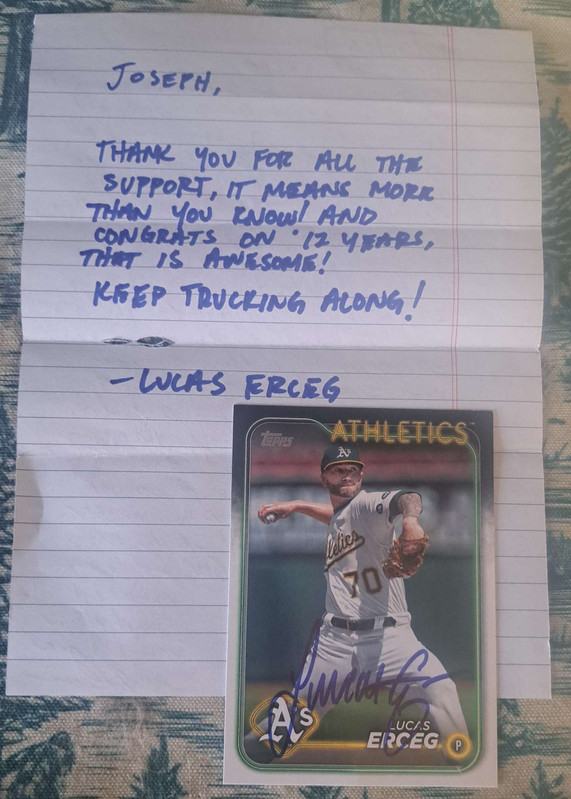 JOSEPH,
THANK YOU FOR ALL THE
SUPPORT, IT MEANS MORE
THAN YOU KNOW! AND
CONGRATS ON 12 YEARS,
THAT IS AWESOME!
KEEP TRUCKING ALONG!
- LUCAS ERCEG
TOPPS
ATHLETICS
A's
letics
70
A's
LUCAS
ERCEG
P